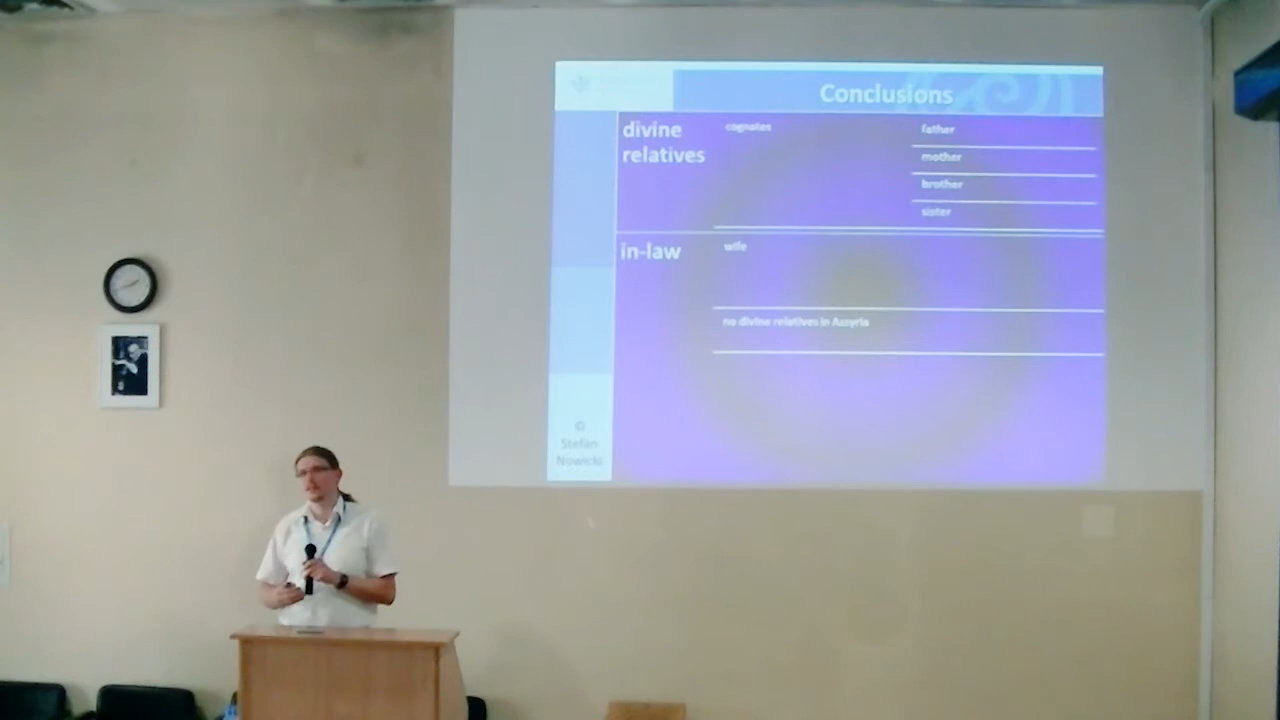 Conclusions
divine
relatives
cognates
father
mother
brother
sister
in-law
wife
no divine relatives in Assyria
©
Stefan
Nowicki